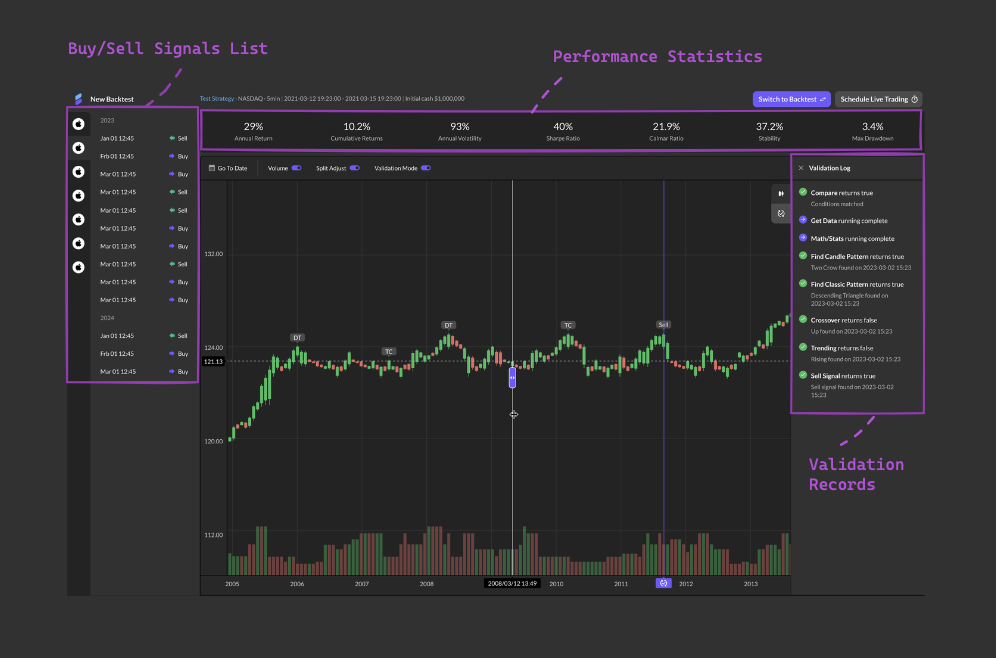 Buy/Sell Signals List
Performance Statistics
New Backtest
Test Strategy · NASDAQ · 5min | 2021-03-12 19:23:00 - 2021-03-15 19:23:00 | Initial cash $1,000,000
Switch to Backtest
Schedule Live Trading
29%
Annual Return
10.2%
Cumulative Returns
93%
Annual Volatility
40%
Sharpe Ratio
21.9%
Calmar Ratio
37.2%
Stability
3.4%
Max Drawdown
2023
Jan 01 12:45 Sell
Frb 01 12:45 Buy
Mar 01 12:45 Buy
Mar 01 12:45 Sell
Mar 01 12:45 Sell
Mar 01 12:45 Buy
Mar 01 12:45 Buy
Mar 01 12:45 Sell
Mar 01 12:45 Buy
Mar 01 12:45 Buy
2024
Jan 01 12:45 Sell
Frb 01 12:45 Buy
Mar 01 12:45 Buy
Go To Date
Volume
Split Adjust
Validation Mode
132.00
124.00
121.13
120.00
112.00
DT
TC
DT
TC
Sell
2005
2006
2007
2008
2008/03/12 13:49
2010
2011
2012
2013
Validation Log
Compare returns true
Conditions matched
Get Data running complete
Math/Stats running complete
Find Candle Pattern returns true
Two Crow found on 2023-03-02 15:23
Find Classic Pattern returns true
Descending Triangle found on
2023-03-02 15:23
Crossover returns false
Up found on 2023-03-02 15:23
Trending returns false
Rising found on 2023-03-02 15:23
Sell Signal returns true
Sell signal found on 2023-03-02
15:23
Validation
Records